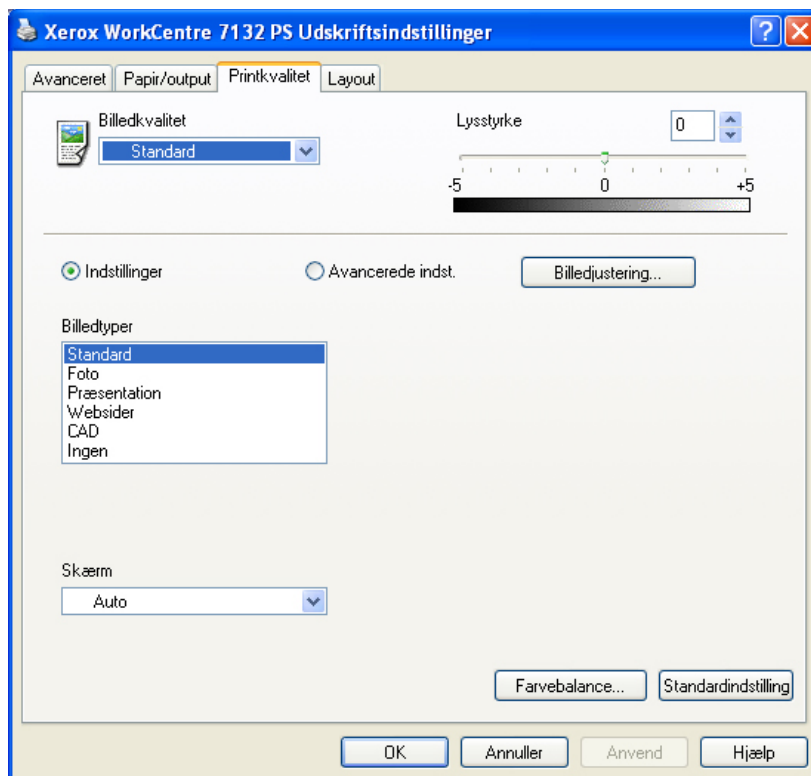 Xerox WorkCentre 7132 PS Udskriftsindstillinger
Avanceret Papir/output Printkvalitet Layout
Billedkvalitet
Standard
Lysstyrke
0
-5 0 +5
Indstillinger Avancerede indst. Billedjustering...
Billedtyper
Standard
Foto
Præsentation
Websider
CAD
Ingen
Skærm
Auto
Farvebalance... Standardindstilling
OK Annuller Anvend Hjælp